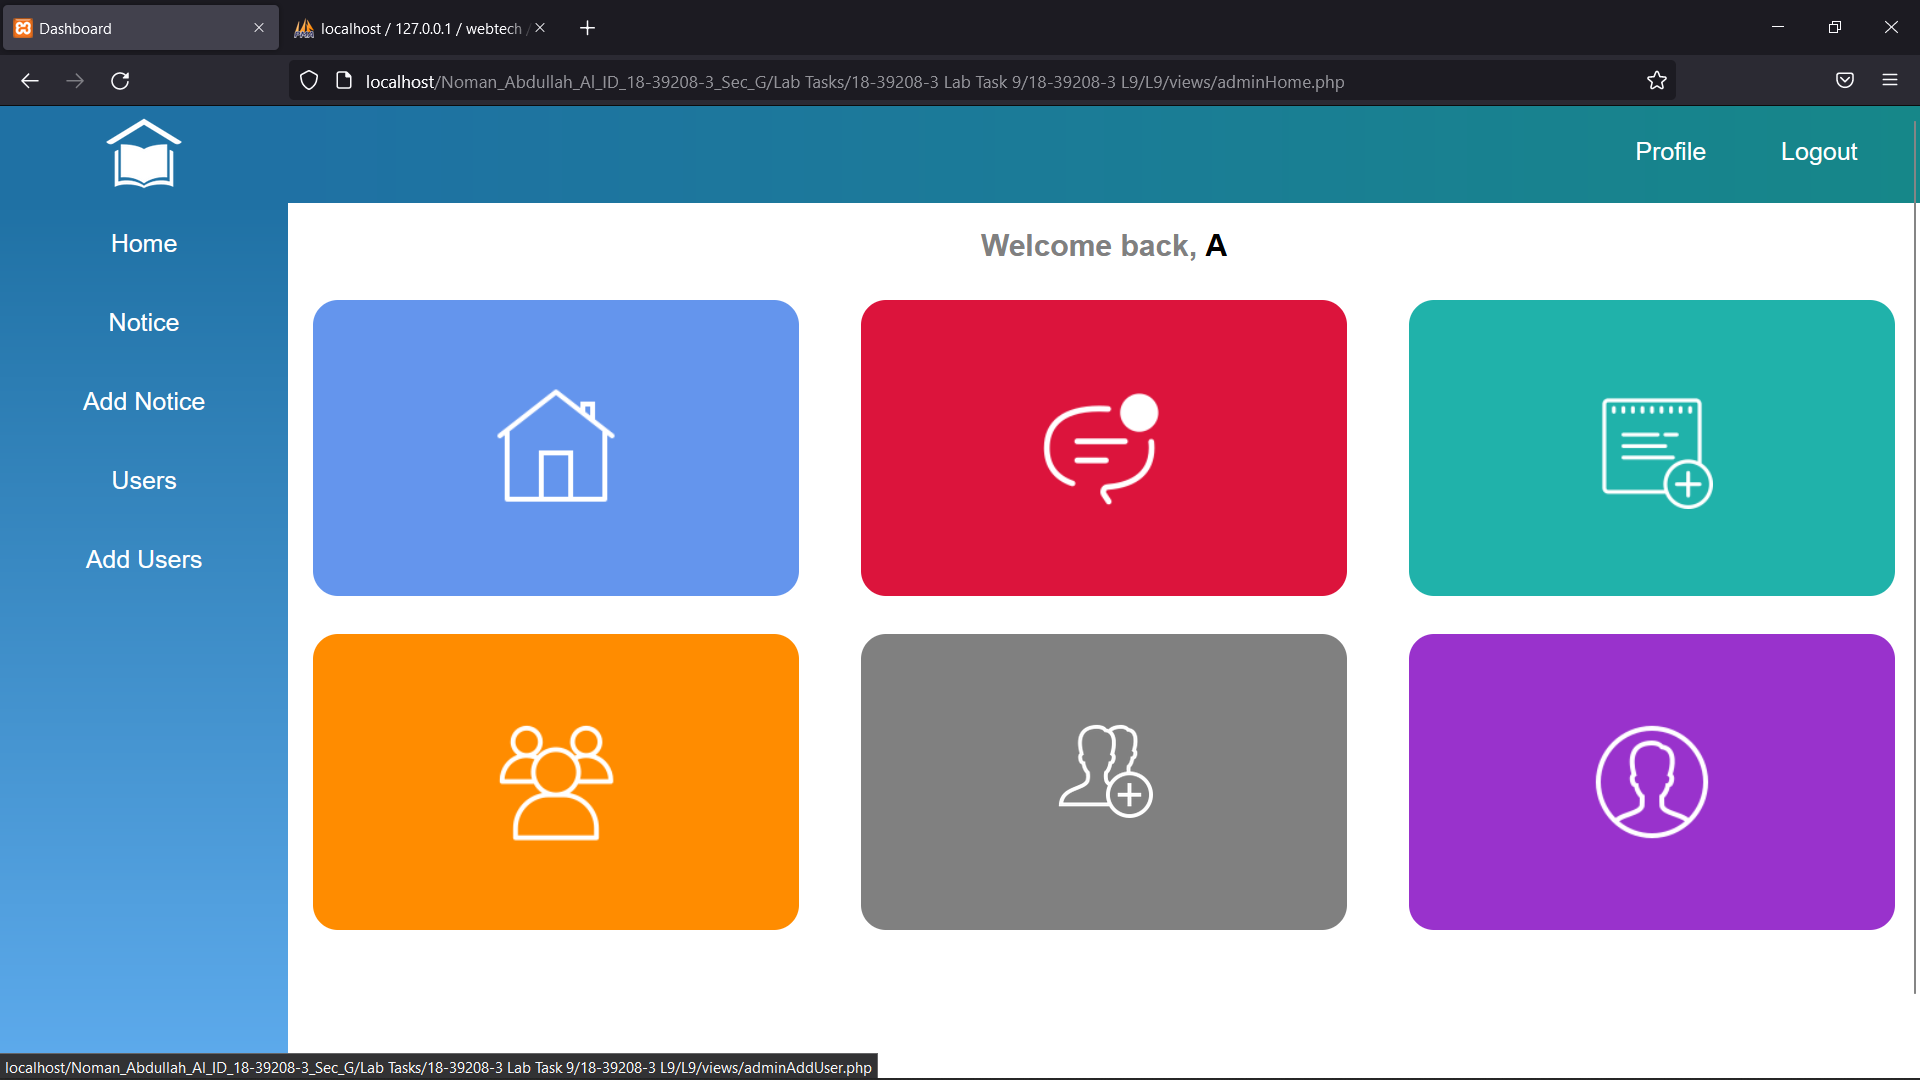 Dashboard
localhost / 127.0.0.1 / webtech /
localhost/Noman_Abdullah_Al_ID_18-39208-3_Sec_G/Lab Tasks/18-39208-3 Lab Task 9/18-39208-3 L9/L9/views/adminHome.php
Profile
Logout
Home
Notice
Add Notice
Users
Add Users
Welcome back, A
localhost/Noman_Abdullah_Al_ID_18-39208-3_Sec_G/Lab Tasks/18-39208-3 Lab Task 9/18-39208-3 L9/L9/views/adminAddUser.php